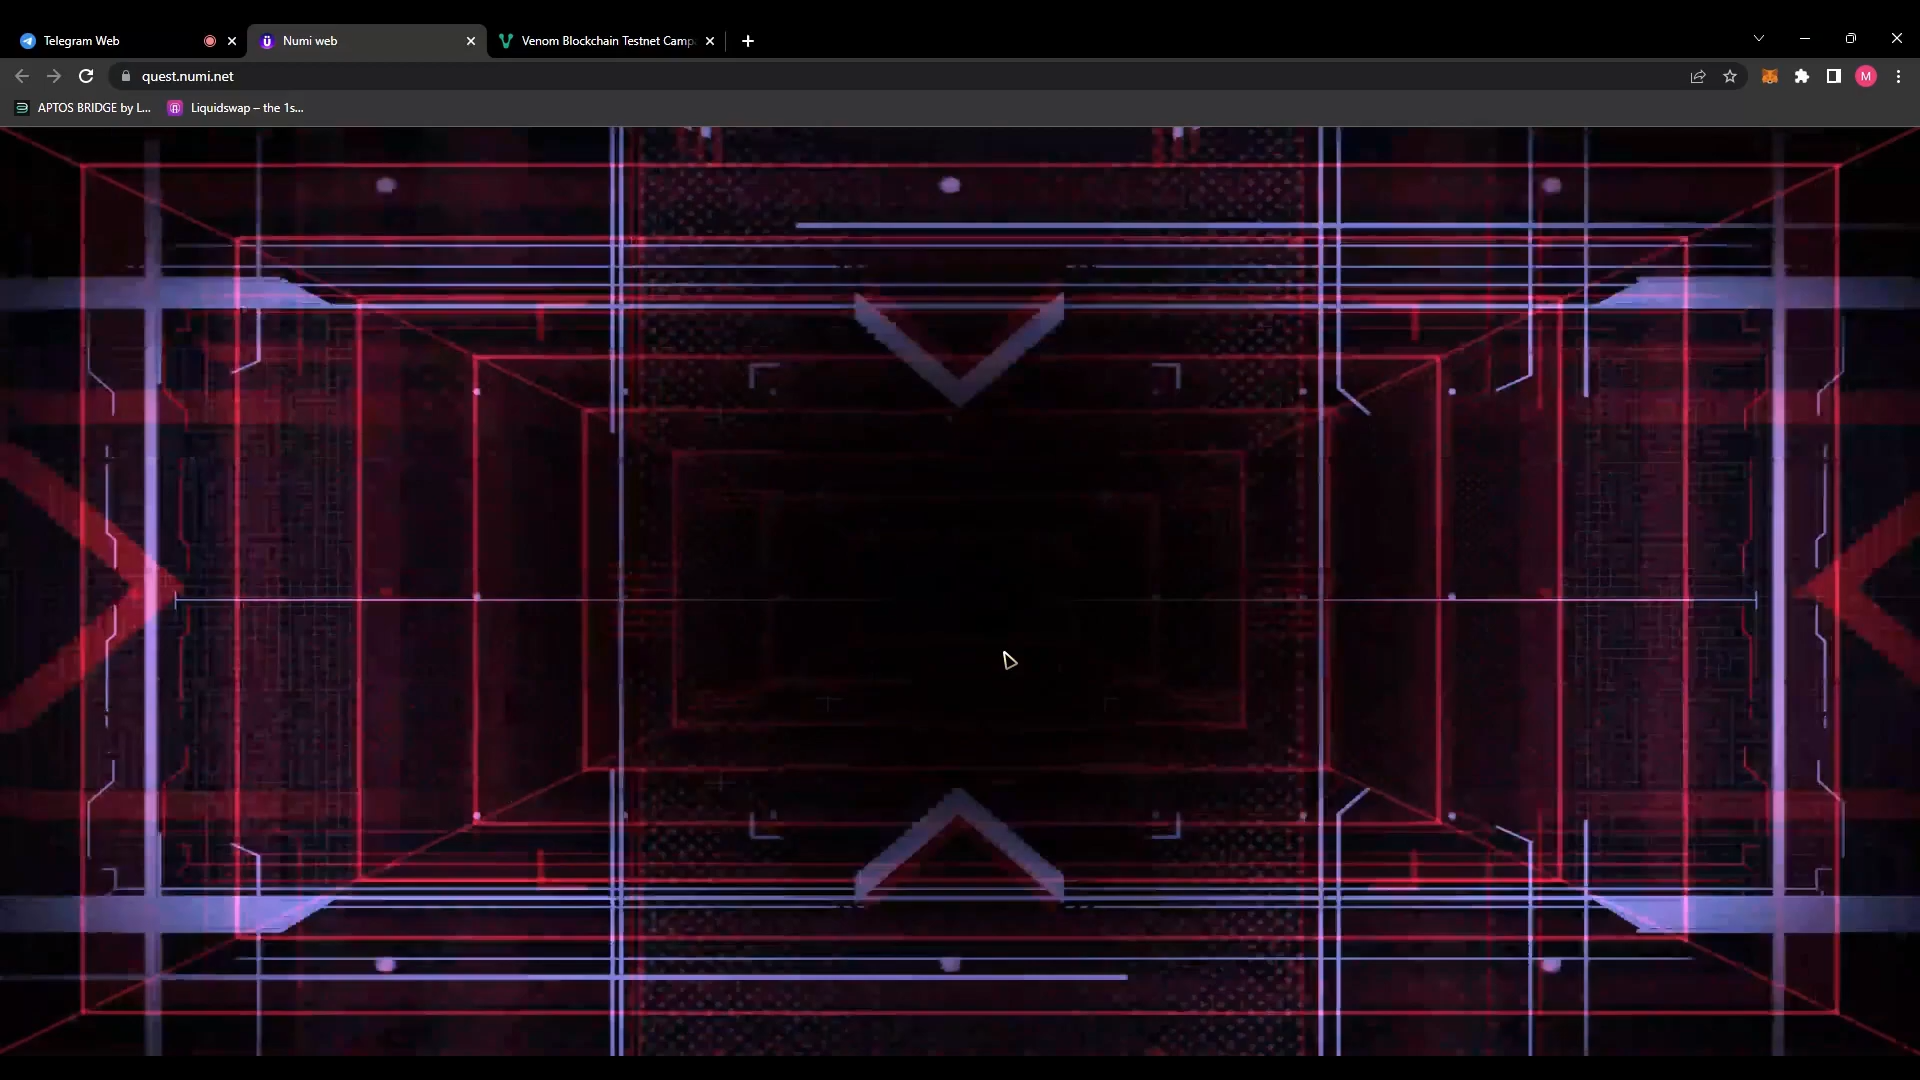 Telegram Web
Numi web
Venom Blockchain Testnet Camp
quest.numi.net
M
APTOS BRIDGE by L...
Liquidswap – the 1s...